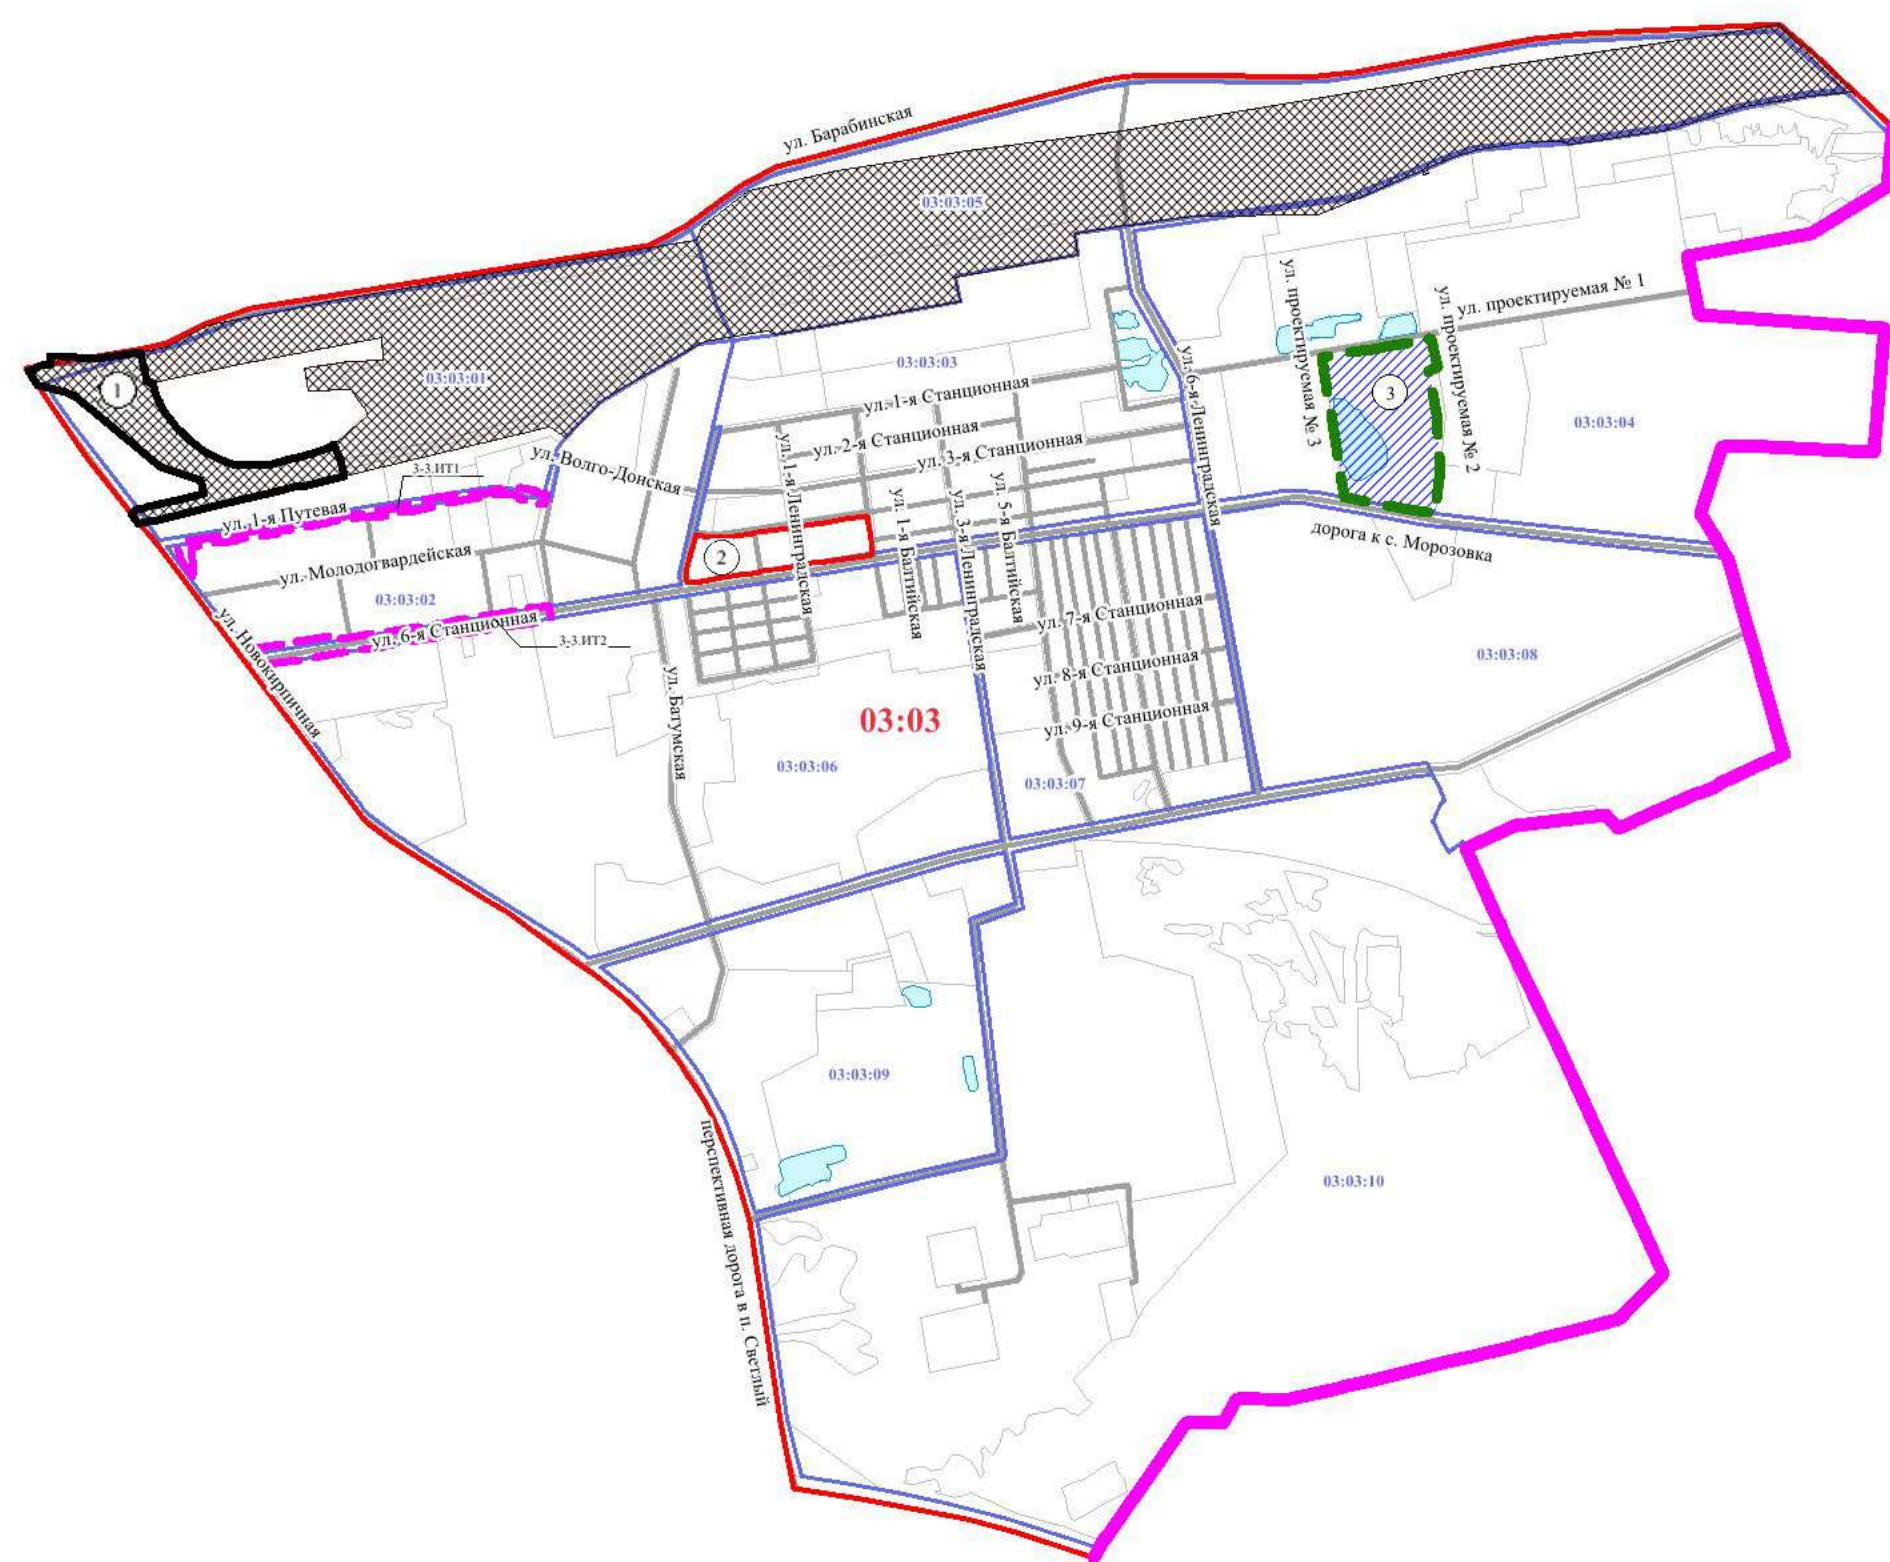 ул. Барабинская
03:03:05
ул. проектируемая № 1
ул. проектируемая № 3
ул. проектируемая № 2
1
03:03:01
03:03:03
ул. 6-я Ленинградская
3
03:03:04
ул. 1-я Станционная
ул. 2-я Станционная
ул. 3-я Станционная
ул. Волго-Донская
ул. 1-я Ленинградская
3-3.ИТ1
ул. 1-я Путевая
ул. 1-я Балтийская
ул. 3-я Ленинградская
ул. 5-я Балтийская
дорога к с. Морозовка
2
ул. Молодогвардейская
03:03:02
ул. 6-я Станционная
3-3.ИТ2
ул. Новокирпичная
ул. 7-я Станционная
ул. 8-я Станционная
03:03:08
ул. Батумская
03:03
ул. 9-я Станционная
03:03:06
03:03:07
03:03:09
перспективная дорога в п. Светлый
03:03:10